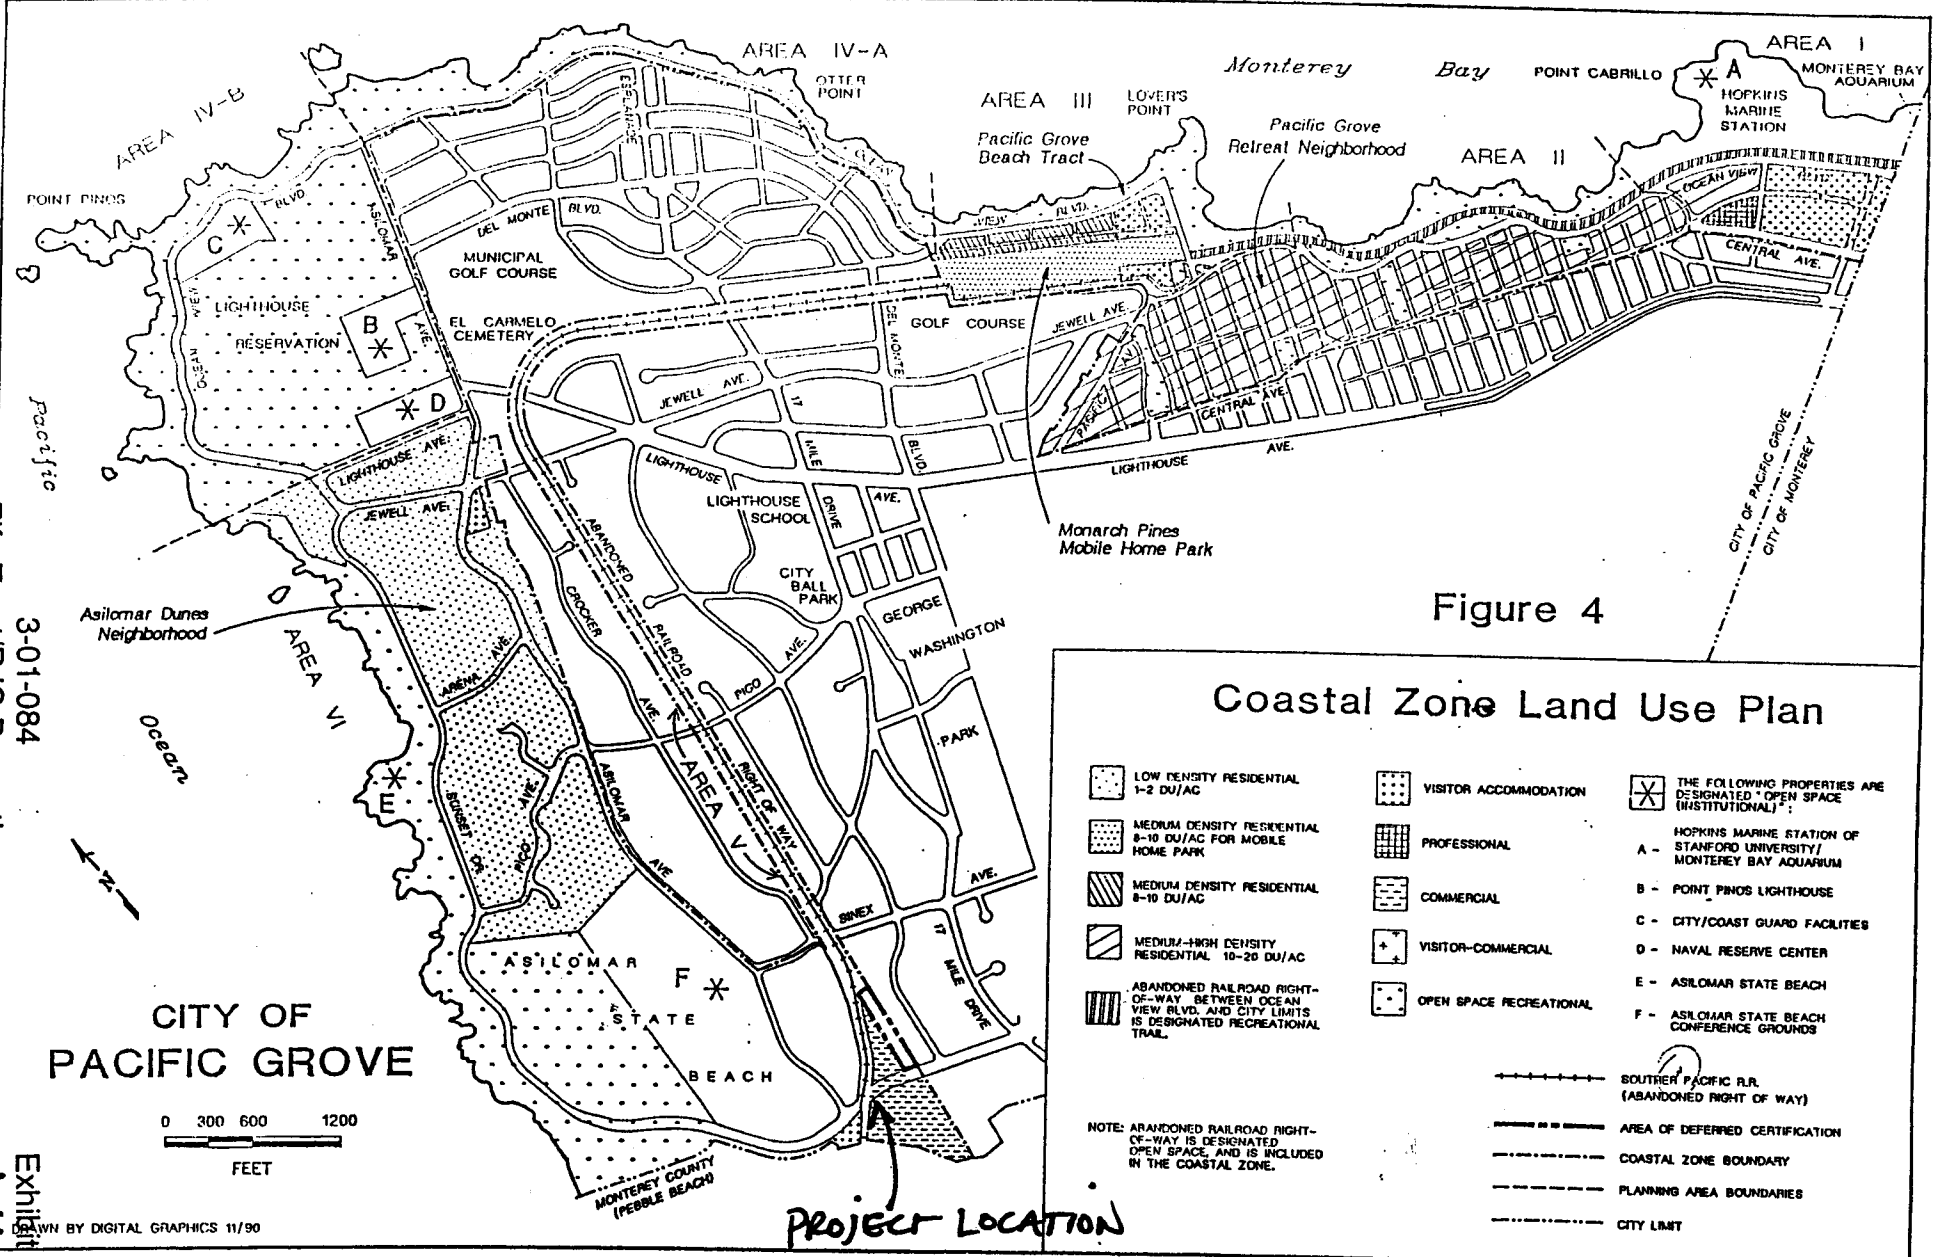 AREA IV-A
OTTER
POINT
Monterey Bay
POINT CABRILLO
A
AREA I
MONTEREY BAY
AQUARIUM
HOPKINS
MARINE
STATION
AREA IV-B
AREA III
LOVER'S
POINT
Pacific Grove
Beach Tract
Pacific Grove
Retreat Neighborhood
AREA II
POINT PINOS
C
BLVD
ASILOMAR
AVE.
ESPLANADE
DEL MONTE BLVD.
VIEW BLVD.
OCEAN VIEW
CENTRAL AVE.
MUNICIPAL
GOLF COURSE
LIGHTHOUSE
RESERVATION
B
EL CARMELO
CEMETERY
GOLF COURSE
JEWELL AVE.
DEL MONTE
BLVD.
D
JEWELL AVE.
17
MILE
DRIVE
PACIFIC AV
CENTRAL AVE.
LIGHTHOUSE AVE.
LIGHTHOUSE AVE.
JEWELL AVE.
LIGHTHOUSE
AVE.
LIGHTHOUSE
SCHOOL
Monarch Pines
Mobile Home Park
CITY OF PACIFIC GROVE
CITY OF MONTEREY
Pacific
Ocean
CITY
BALL
PARK
GEORGE
WASHINGTON
PARK
Figure 4
Asilomar Dunes
Neighborhood
AREA VI
ABANDONED
RAILROAD
RIGHT OF WAY
CROCKER
AVE.
PICO
AVE.
ARENA AVE.
AREA V
E
SUNSET DR.
PICO AVE.
ASILOMAR
AVE
SINEX
AVE.
17
MILE DRIVE
N
ASILOMAR
STATE
BEACH
F
3-01-084
CITY OF
PACIFIC GROVE
0 300 600 1200
FEET
MONTEREY COUNTY
(PEBBLE BEACH)
PROJECT LOCATION
DRAWN BY DIGITAL GRAPHICS 11/90
Exhibit
Coastal Zone Land Use Plan
LOW DENSITY RESIDENTIAL
1-2 DU/AC
MEDIUM DENSITY RESIDENTIAL
8-10 DU/AC FOR MOBILE
HOME PARK
MEDIUM DENSITY RESIDENTIAL
8-10 DU/AC
MEDIUM-HIGH DENSITY
RESIDENTIAL 10-20 DU/AC
ABANDONED RAILROAD RIGHT-
OF-WAY BETWEEN OCEAN
VIEW BLVD. AND CITY LIMITS
IS DESIGNATED RECREATIONAL
TRAIL.
NOTE: ABANDONED RAILROAD RIGHT-
OF-WAY IS DESIGNATED
OPEN SPACE, AND IS INCLUDED
IN THE COASTAL ZONE.
VISITOR ACCOMMODATION
PROFESSIONAL
COMMERCIAL
VISITOR-COMMERCIAL
OPEN SPACE RECREATIONAL
THE FOLLOWING PROPERTIES ARE
DESIGNATED "OPEN SPACE
(INSTITUTIONAL)" :
HOPKINS MARINE STATION OF
A - STANFORD UNIVERSITY/
MONTEREY BAY AQUARIUM
B - POINT PINOS LIGHTHOUSE
C - CITY/COAST GUARD FACILITIES
D - NAVAL RESERVE CENTER
E - ASILOMAR STATE BEACH
F - ASILOMAR STATE BEACH
CONFERENCE GROUNDS
SOUTHER PACIFIC R.R.
(ABANDONED RIGHT OF WAY)
AREA OF DEFERRED CERTIFICATION
COASTAL ZONE BOUNDARY
PLANNING AREA BOUNDARIES
CITY LIMIT